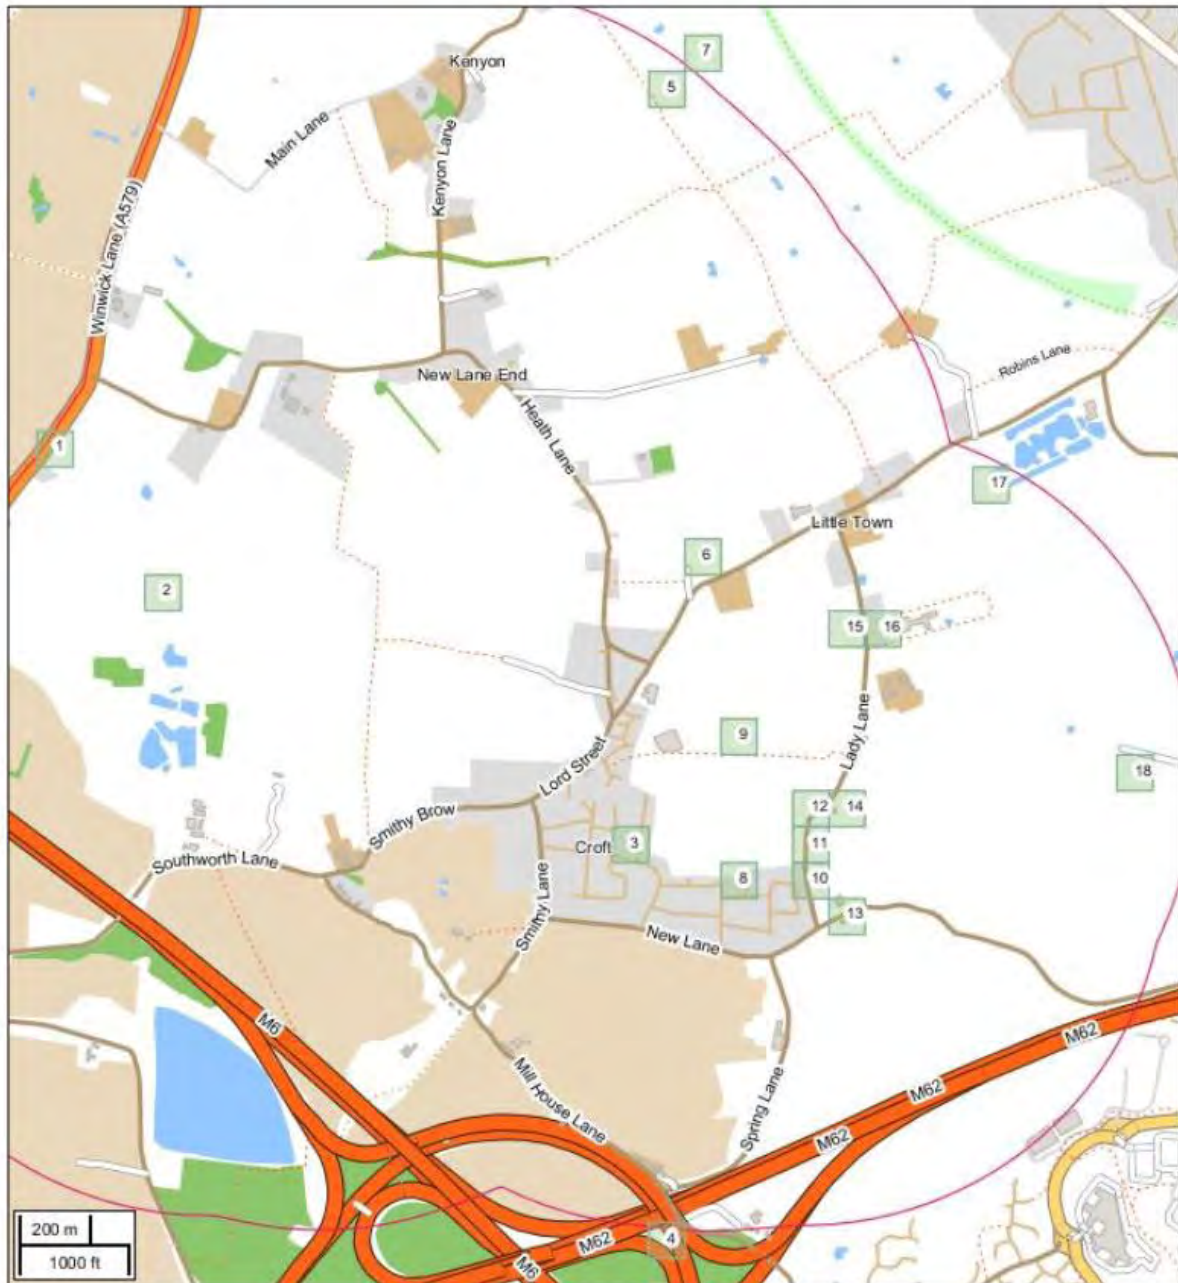 7
Kenyon
5
Main Lane
Kenyon Lane
Winwick Lane (A579)
Robins Lane
New Lane End
Heath Lane
1
17
Little Town
6
2
15
16
Lady Lane
9
Lord Street
18
12
14
Smithy Brow
11
Croft
3
Southworth Lane
8
10
Smithy Lane
13
New Lane
M6
M62
Mill House Lane
M62
Spring Lane
M62
200 m
1000 ft
4
M62
M6